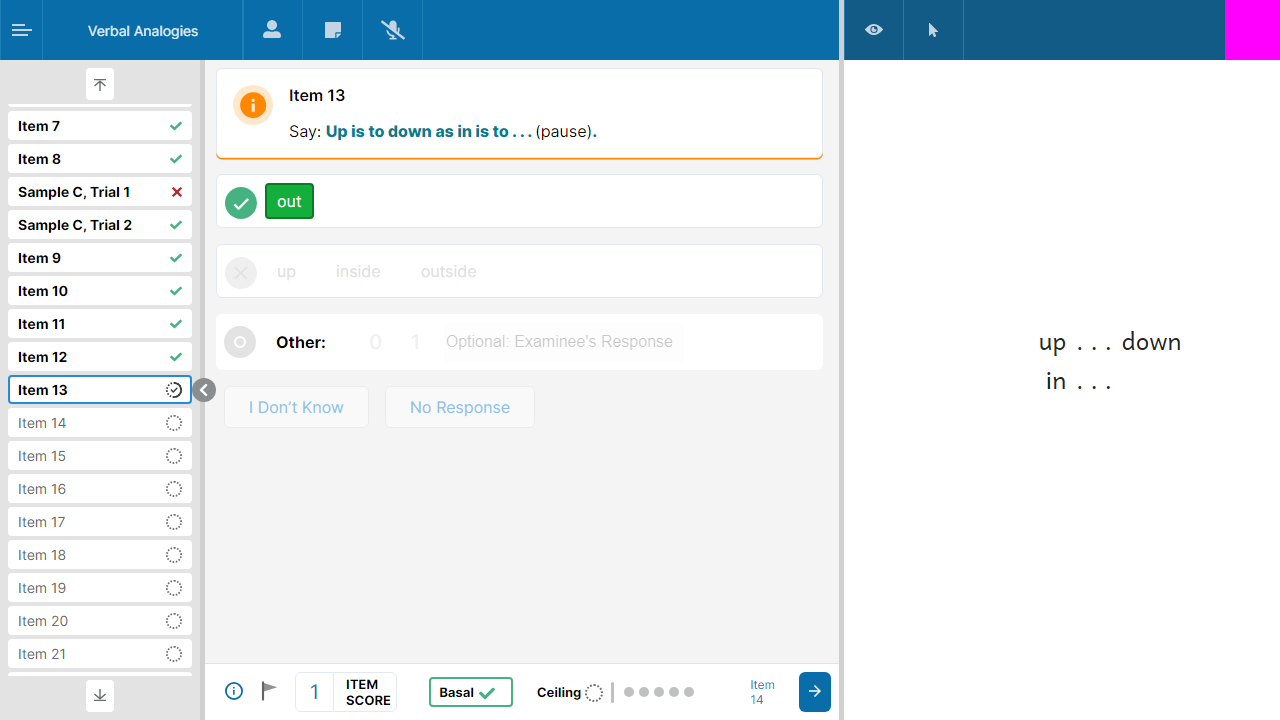 Verbal Analogies
Item 7
Item 8
Sample C, Trial 1
Sample C, Trial 2
Item 9
Item 10
Item 11
Item 12
Item 13
Item 14
Item 15
Item 16
Item 17
Item 18
Item 19
Item 20
Item 21
Item 13
Say: Up is to down as in is to . . . (pause).
out
up inside outside
Other: 0 1 Optional: Examinee's Response
I Don't Know No Response
1 ITEM SCORE
Basal
Ceiling
Item 14
up . . . down
in . . .